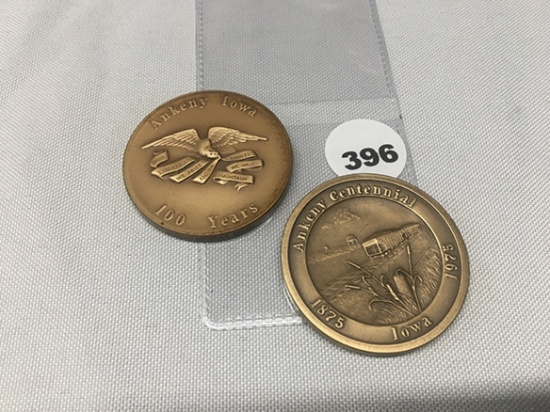 Ankeny Iowa
100 Years
396
Ankeny Centennial
1875 Iowa 1975